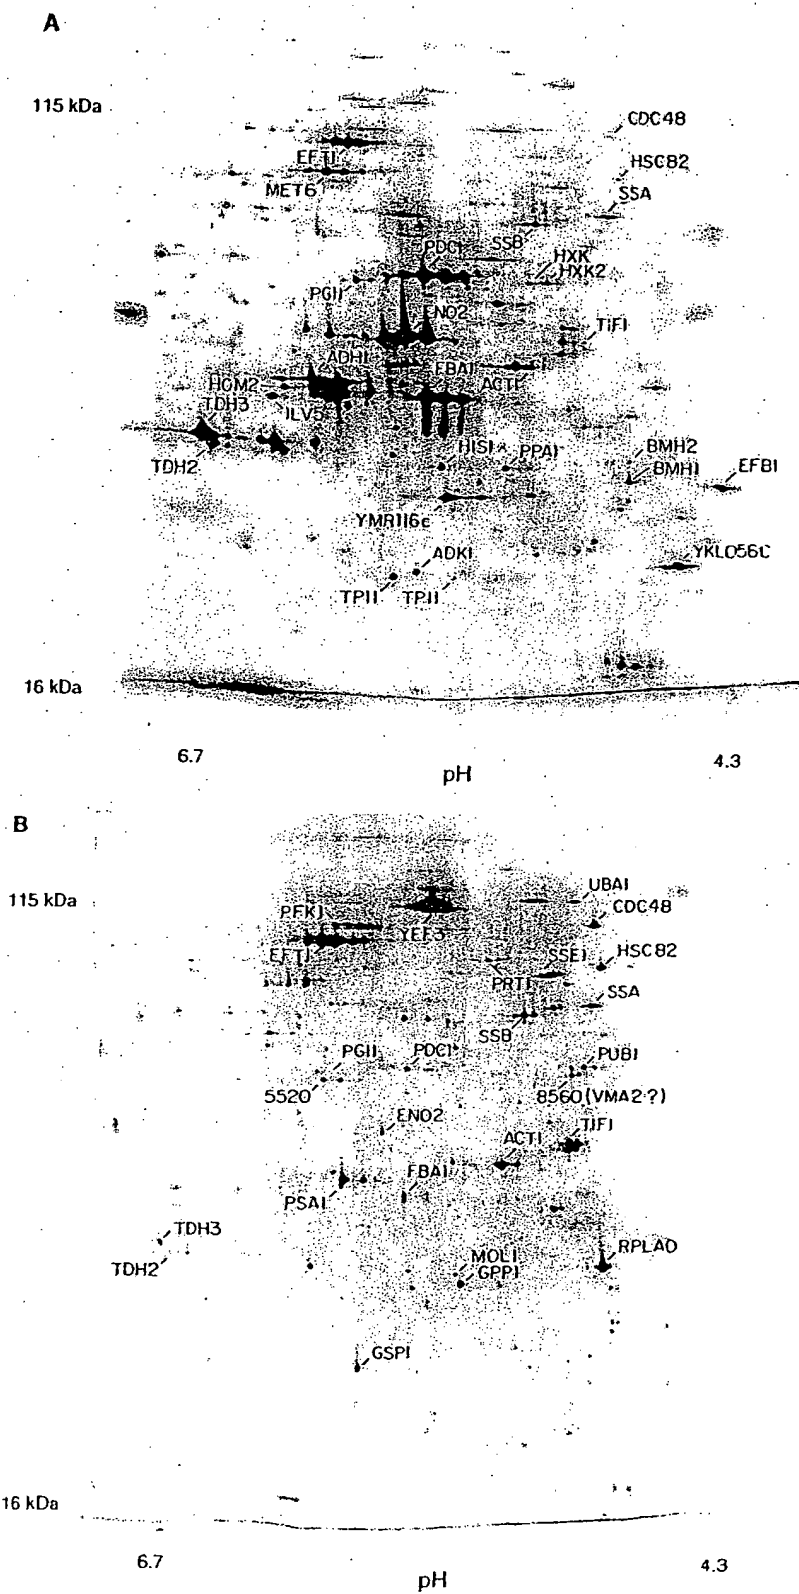 A
115 kDa
CDC48
EFT1
HSC82
MET6
SSA
PDC1
SSB
HXK
HXK2
PGI1
ENO2
TIF1
ADH1
FBA1
HOM2
ACT1
TDH3
ILV5
HIS1
PPA1
BMH2
TDH2
BMH1
EFB1
YMR116c
ADK1
YKL056C
TPI1
TPI1
16 kDa
6.7
pH
4.3
B
115 kDa
UBA1
PFK1
CDC48
YEF3
EFT1
SSE1
HSC82
PRT1
SSA
SSB
PGI1
PDC1
PUB1
5520
8560 (VMA2?)
ENO2
TIF1
ACT1
FBA1
PSA1
TDH3
RPLA0
MOL1
TDH2
GPP1
GSP1
16 kDa
6.7
pH
4.3